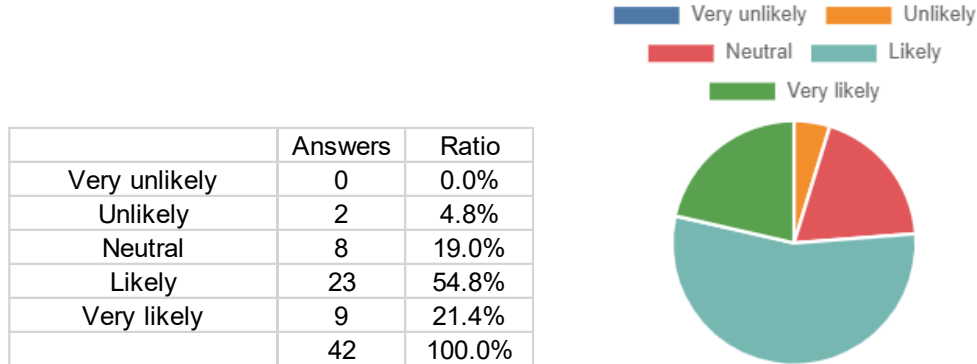 Very unlikely Unlikely
Neutral Likely
Very likely
Answers Ratio
Very unlikely 0 0.0%
Unlikely 2 4.8%
Neutral 8 19.0%
Likely 23 54.8%
Very likely 9 21.4%
42 100.0%